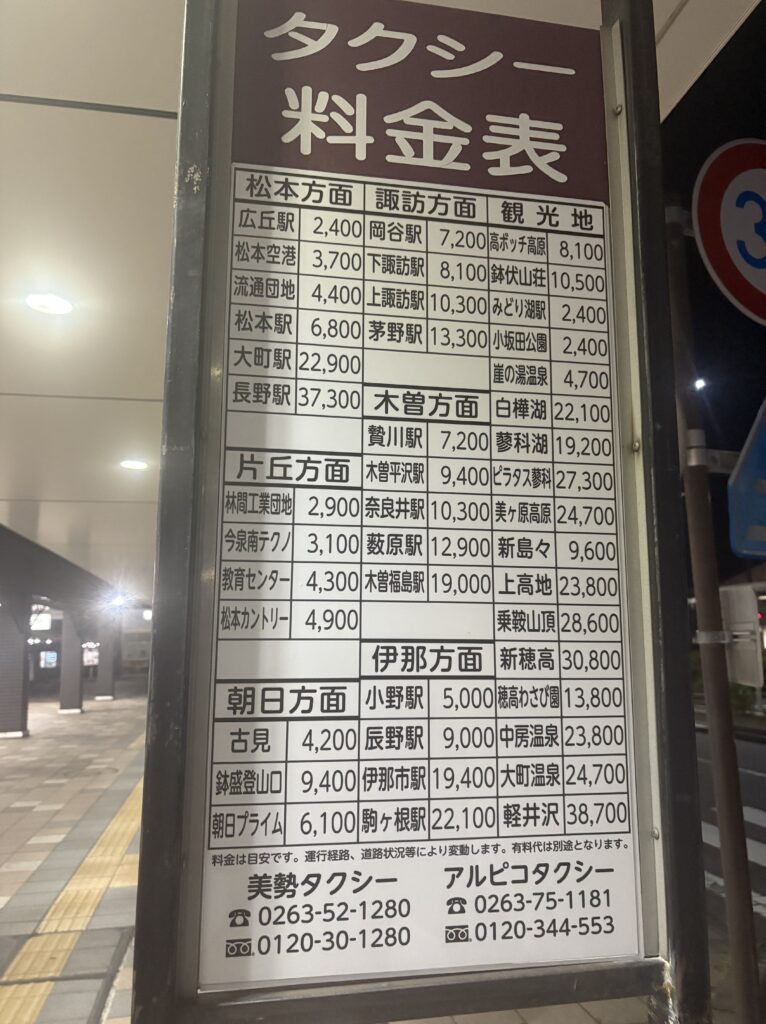 タクシー
料金表
松本方面
広丘駅 2,400
松本空港 3,700
流通団地 4,400
松本駅 6,800
大町駅 22,900
長野駅 37,300
片丘方面
林間工業団地 2,900
今泉南テクノ 3,100
教育センター 4,300
松本カントリー 4,900
朝日方面
古見 4,200
鉢盛登山口 9,400
朝日プライム 6,100
諏訪方面
岡谷駅 7,200
下諏訪駅 8,100
上諏訪駅 10,300
茅野駅 13,300
木曽方面
贄川駅 7,200
木曽平沢駅 9,400
奈良井駅 10,300
薮原駅 12,900
木曽福島駅 19,000
伊那方面
小野駅 5,000
辰野駅 9,000
伊那市駅 19,400
駒ヶ根駅 22,100
観光地
高ボッチ高原 8,100
鉢伏山荘 10,500
みどり湖駅 2,400
小坂田公園 2,400
崖の湯温泉 4,700
白樺湖 22,100
蓼科湖 19,200
ピラタス蓼科 27,300
美ヶ原高原 24,700
新島々 9,600
上高地 23,800
乗鞍山頂 28,600
新穂高 30,800
穂高わさび園 13,800
中房温泉 23,800
大町温泉 24,700
軽井沢 38,700
料金は目安です。運行経路、道路状況等により変動します。有料代は別途となります。
美勢タクシー
0263-52-1280
0120-30-1280
アルピコタクシー
0263-75-1181
0120-344-553